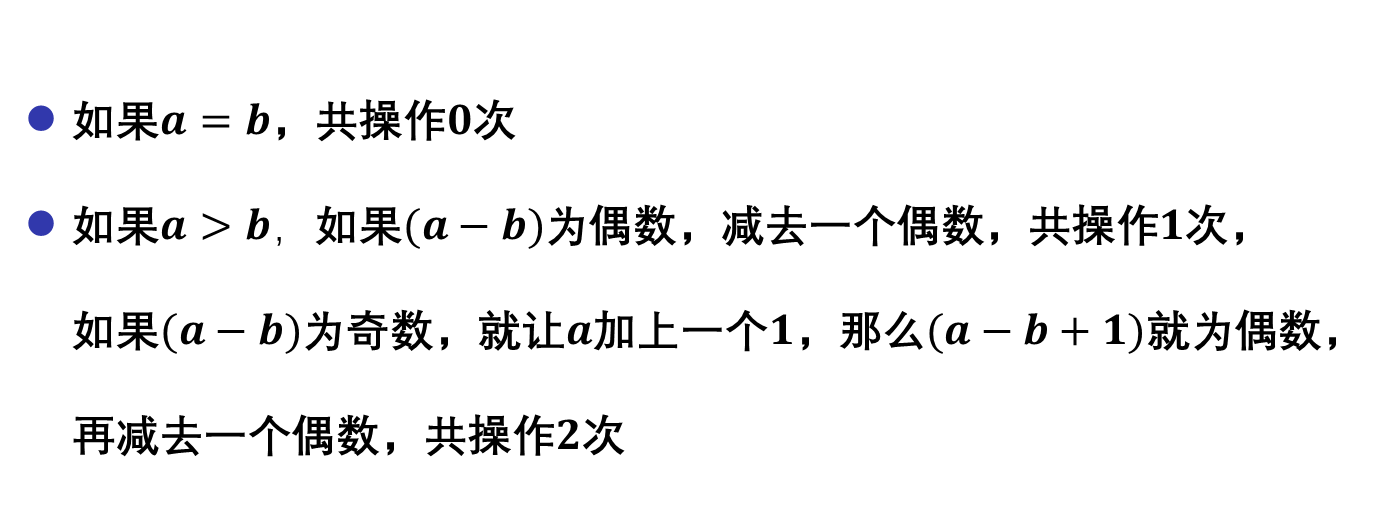 ● 如果a = b，共操作0次
● 如果a > b，如果(a − b)为偶数，减去一个偶数，共操作1次，
如果(a − b)为奇数，就让a加上一个1，那么(a − b + 1)就为偶数，
再减去一个偶数，共操作2次